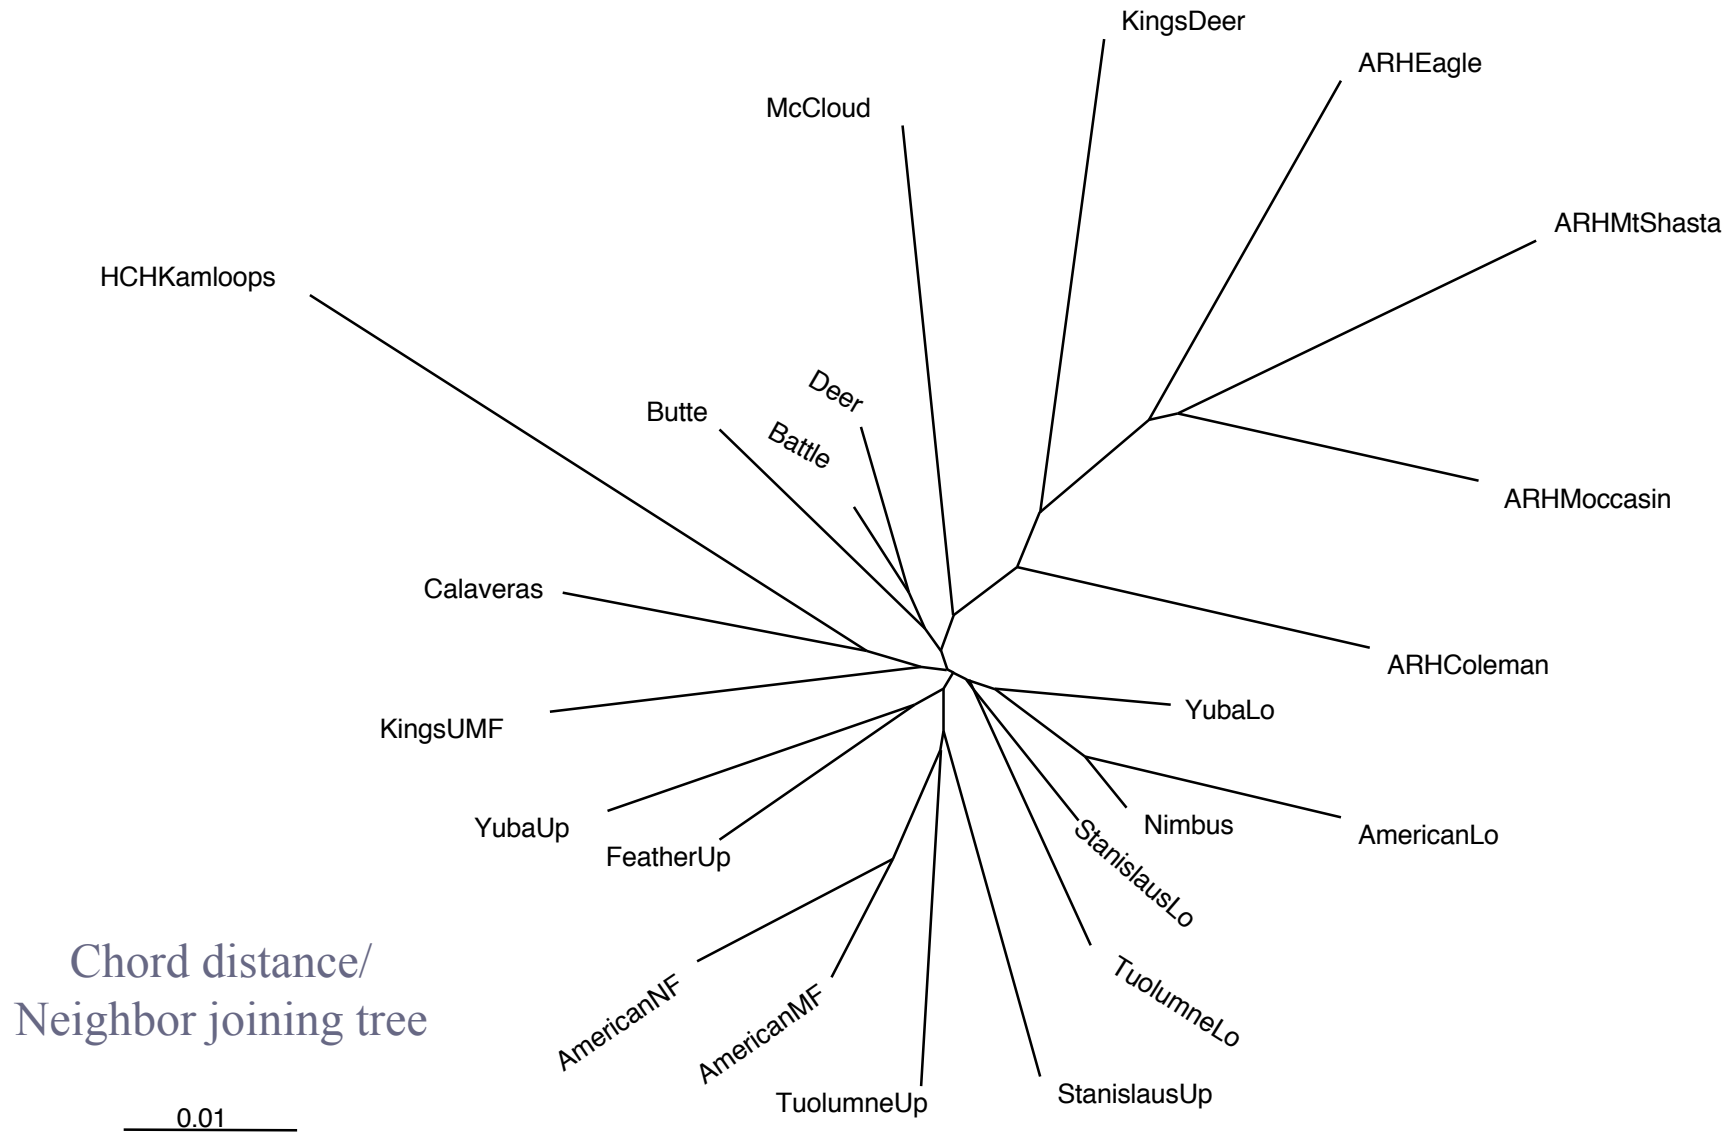 KingsDeer
ARHEagle
McCloud
ARHMtShasta
HCHKamloops
Deer
Butte
Battle
ARHMoccasin
Calaveras
ARHColeman
YubaLo
KingsUMF
YubaUp
Nimbus
AmericanLo
FeatherUp
StanislausLo
Chord distance/
Neighbor joining tree
AmericanNF
AmericanMF
TuolumneLo
TuolumneUp
StanislausUp
0.01